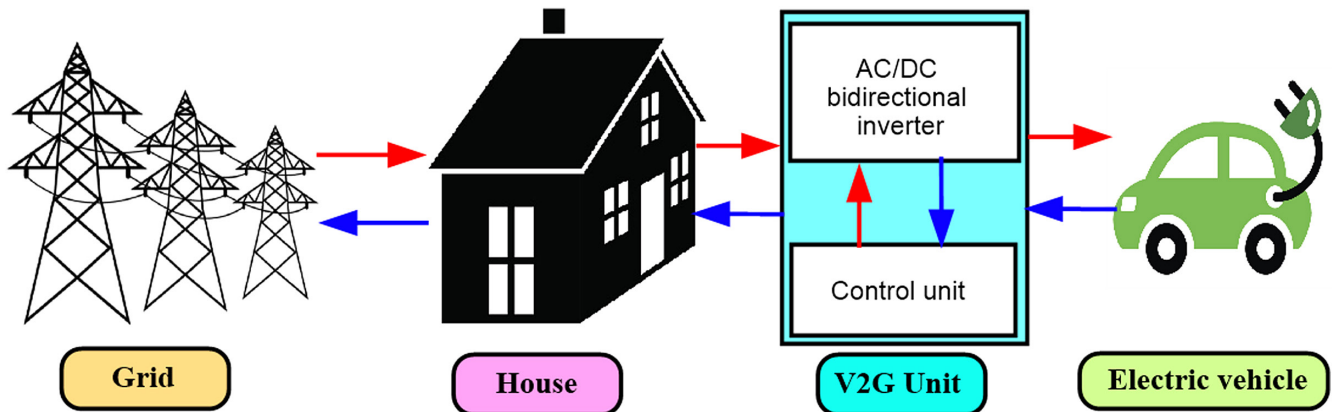 AC/DC
bidirectional
inverter
Control unit
Grid
House
V2G Unit
Electric vehicle